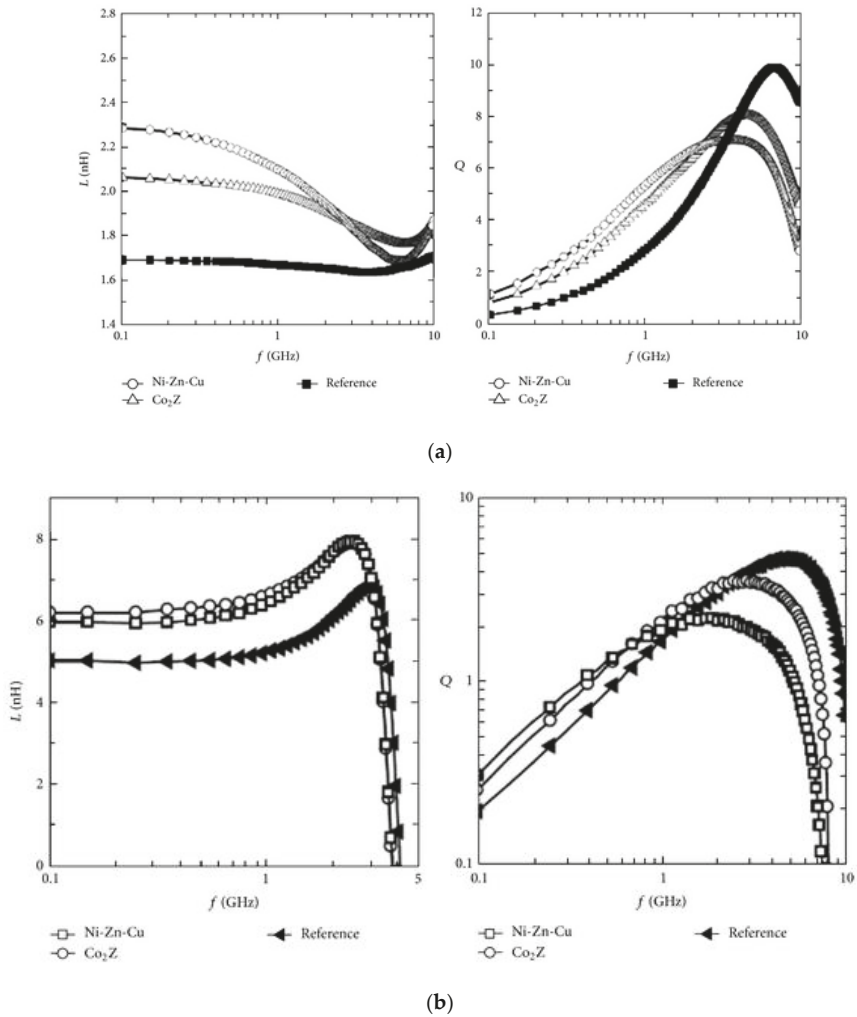 2.8
2.6
2.4
2.2
2.0
1.8
1.6
1.4
L (nH)
0.1
1
10
f (GHz)
Ni-Zn-Cu
Co₂Z
Reference
12
10
8
6
4
2
0
Q
0.1
1
10
f (GHz)
Ni-Zn-Cu
Co₂Z
Reference
(a)
8
6
4
2
0
L (nH)
0.1
1
5
f (GHz)
Ni-Zn-Cu
Co₂Z
Reference
10
1
0.1
Q
0.1
1
10
f (GHz)
Ni-Zn-Cu
Co₂Z
Reference
(b)